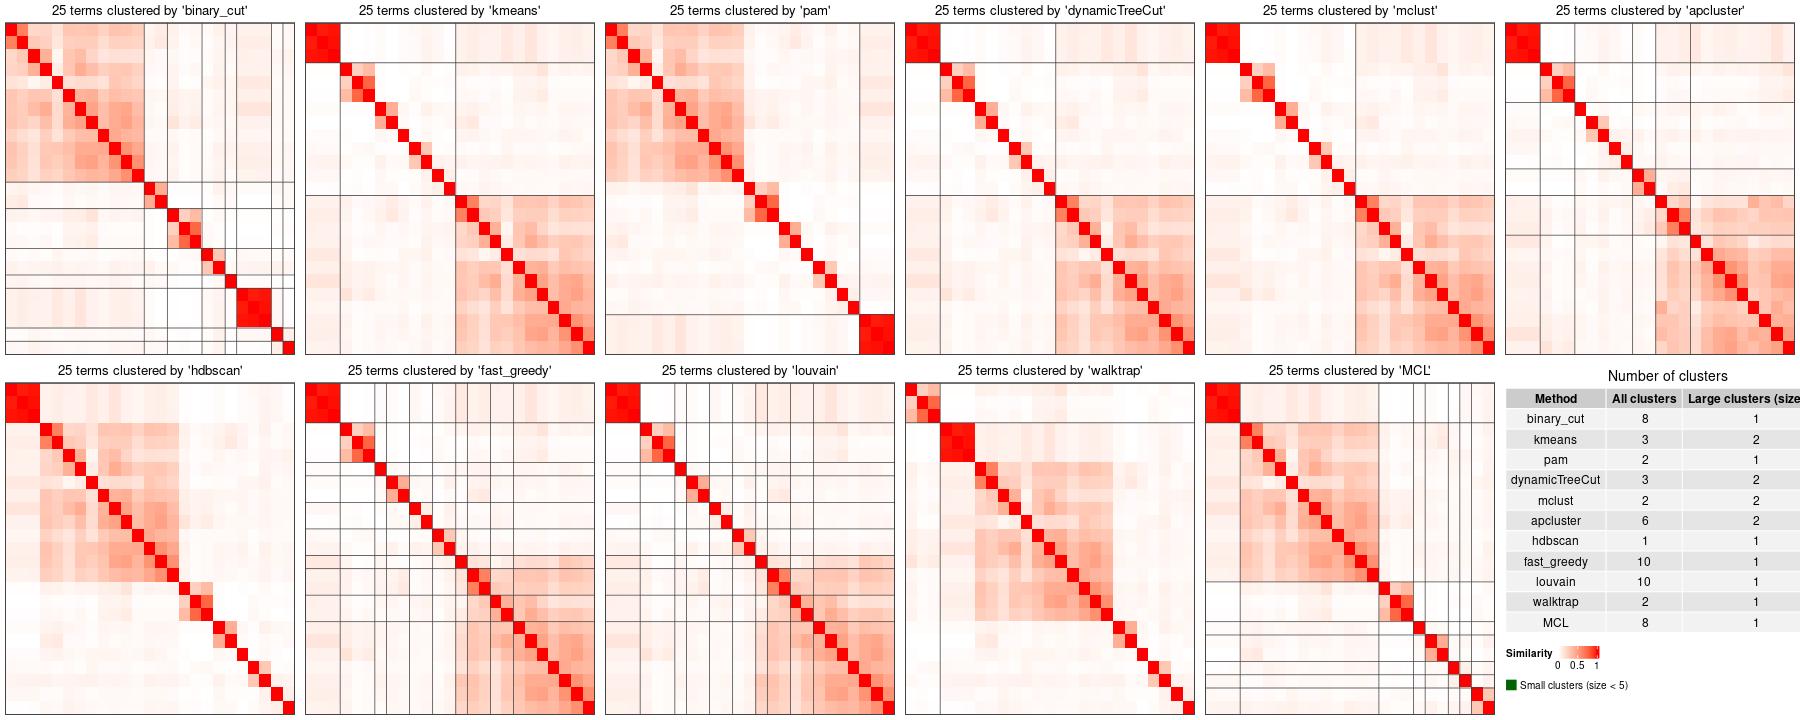 25 terms clustered by 'binary_cut'
25 terms clustered by 'kmeans'
25 terms clustered by 'pam'
25 terms clustered by 'dynamicTreeCut'
25 terms clustered by 'mclust'
25 terms clustered by 'apcluster'
25 terms clustered by 'hdbscan'
25 terms clustered by 'fast_greedy'
25 terms clustered by 'louvain'
25 terms clustered by 'walktrap'
25 terms clustered by 'MCL'
Number of clusters
Method All clusters Large clusters (size
binary_cut 8 1
kmeans 3 2
pam 2 1
dynamicTreeCut 3 2
mclust 2 2
apcluster 6 2
hdbscan 1 1
fast_greedy 10 1
louvain 10 1
walktrap 2 1
MCL 8 1
Similarity
0 0.5 1
Small clusters (size < 5)